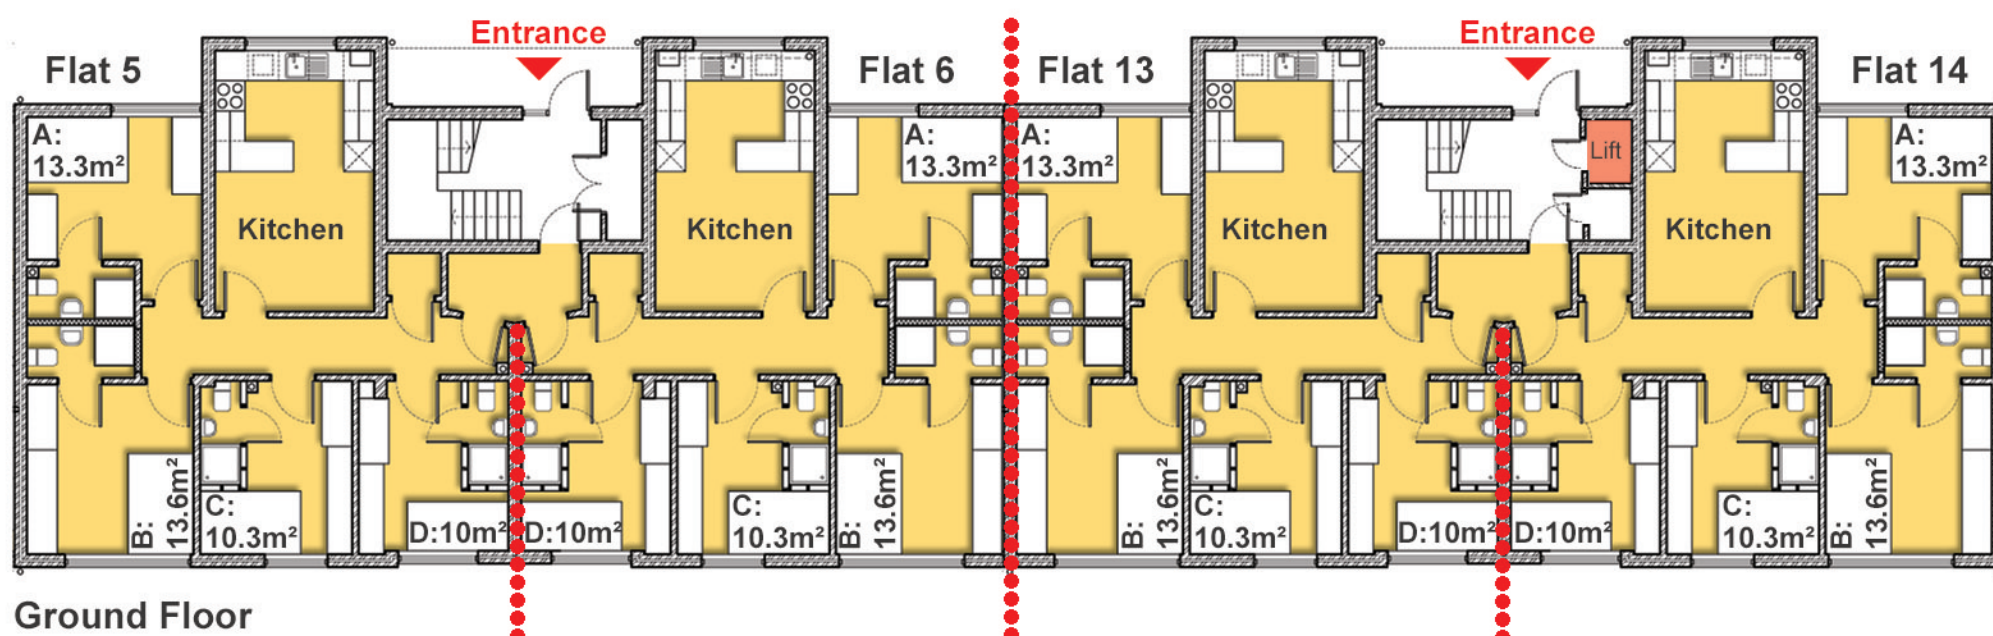 Entrance
Entrance
Flat 5
Flat 6
Flat 13
Flat 14
A:
13.3m²
A:
13.3m²
A:
13.3m²
A:
13.3m²
Lift
Kitchen
Kitchen
Kitchen
Kitchen
B:
13.6m²
C:
10.3m²
D:10m²
D:10m²
C:
10.3m²
B:
13.6m²
B:
13.6m²
C:
10.3m²
D:10m²
D:10m²
C:
10.3m²
B:
13.6m²
Ground Floor